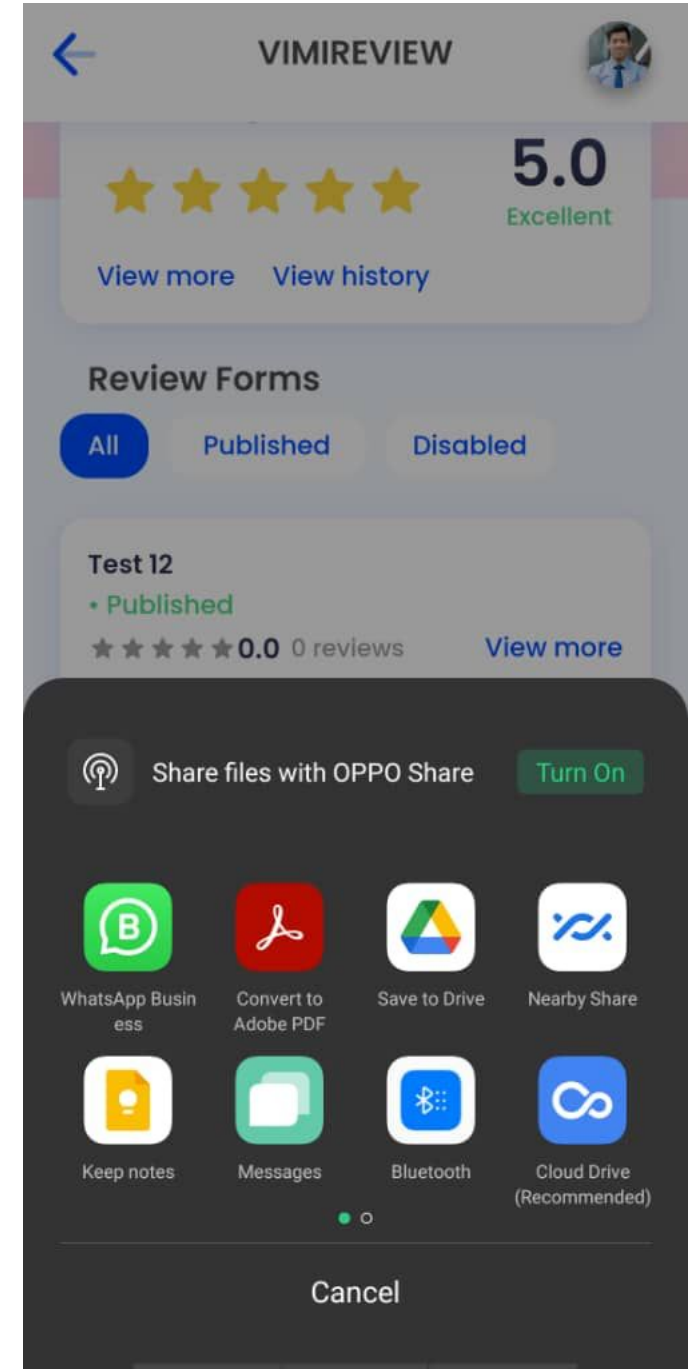 VIMIREVIEW
5.0
Excellent
View more View history
Review Forms
All Published Disabled
Test 12
• Published
0.0 0 reviews View more
Share files with OPPO Share Turn On
B
WhatsApp Busin
ess
Convert to
Adobe PDF
Save to Drive
Nearby Share
Keep notes
Messages
Bluetooth
Cloud Drive
(Recommended)
Cancel